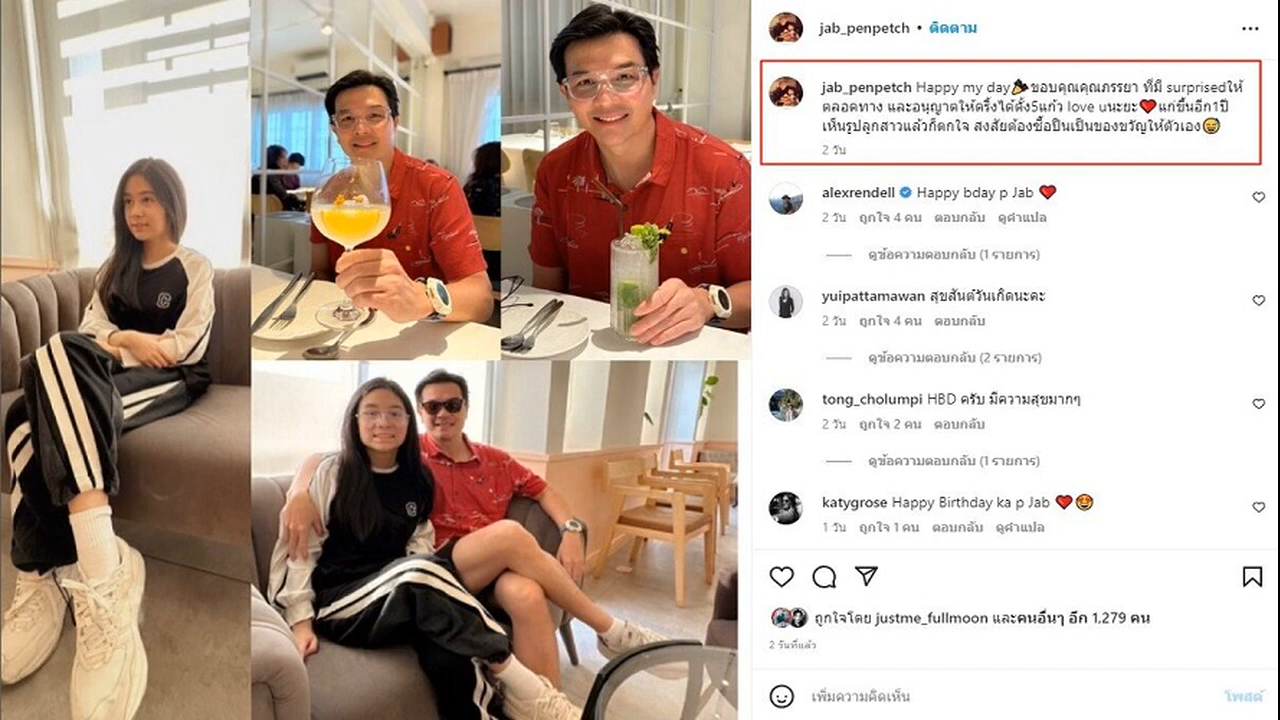 jab_penpetch • ติดตาม
jab_penpetch Happy my day ขอบคุณคุณภรรยา ที่มี surprisedให้
ตลอดทาง และอนุญาตให้ดริ้งได้ตั้ง5แก้ว love uนะยะ❤️แก่ขึ้นอีก1ปี
เห็นรูปลูกสาวแล้วก็ตกใจ สงสัยต้องซื้อปืนเป็นของขวัญให้ตัวเอง😅
2 วัน
alexrendell Happy bday p Jab ❤️
2 วัน ถูกใจ 4 คน ตอบกลับ ดูคำแปล
ดูข้อความตอบกลับ (1 รายการ)
yuipattamawan สุขสันต์วันเกิดนะคะ
2 วัน ถูกใจ 4 คน ตอบกลับ
ดูข้อความตอบกลับ (2 รายการ)
tong_cholumpi HBD ครับ มีความสุขมากๆ
2 วัน ถูกใจ 2 คน ตอบกลับ
ดูข้อความตอบกลับ (1 รายการ)
katygrose Happy Birthday ka p Jab ❤️🤩
1 วัน ถูกใจ 1 คน ตอบกลับ ดูคำแปล
ถูกใจโดย justme_fullmoon และคนอื่นๆ อีก 1,279 คน
2 วันที่แล้ว
เพิ่มความคิดเห็น
โพสต์
C
C